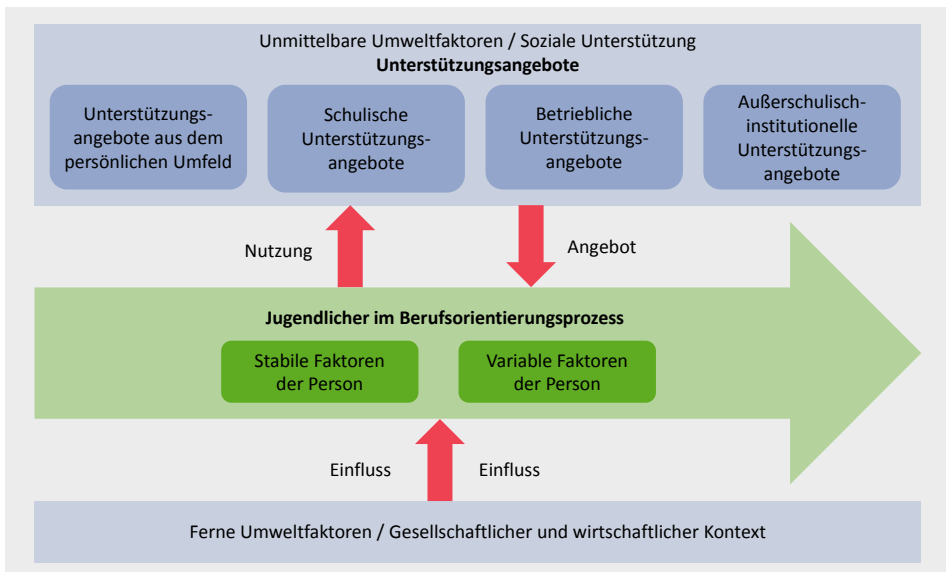 Unmittelbare Umweltfaktoren / Soziale Unterstützung
Unterstützungsangebote
Unterstützungs-
angebote aus dem
persönlichen Umfeld
Schulische
Unterstützungs-
angebote
Betriebliche
Unterstützungs-
angebote
Außerschulisch-
institutionelle
Unterstützungs-
angebote
Nutzung
Angebot
Jugendlicher im Berufsorientierungsprozess
Stabile Faktoren
der Person
Variable Faktoren
der Person
Einfluss
Einfluss
Ferne Umweltfaktoren / Gesellschaftlicher und wirtschaftlicher Kontext